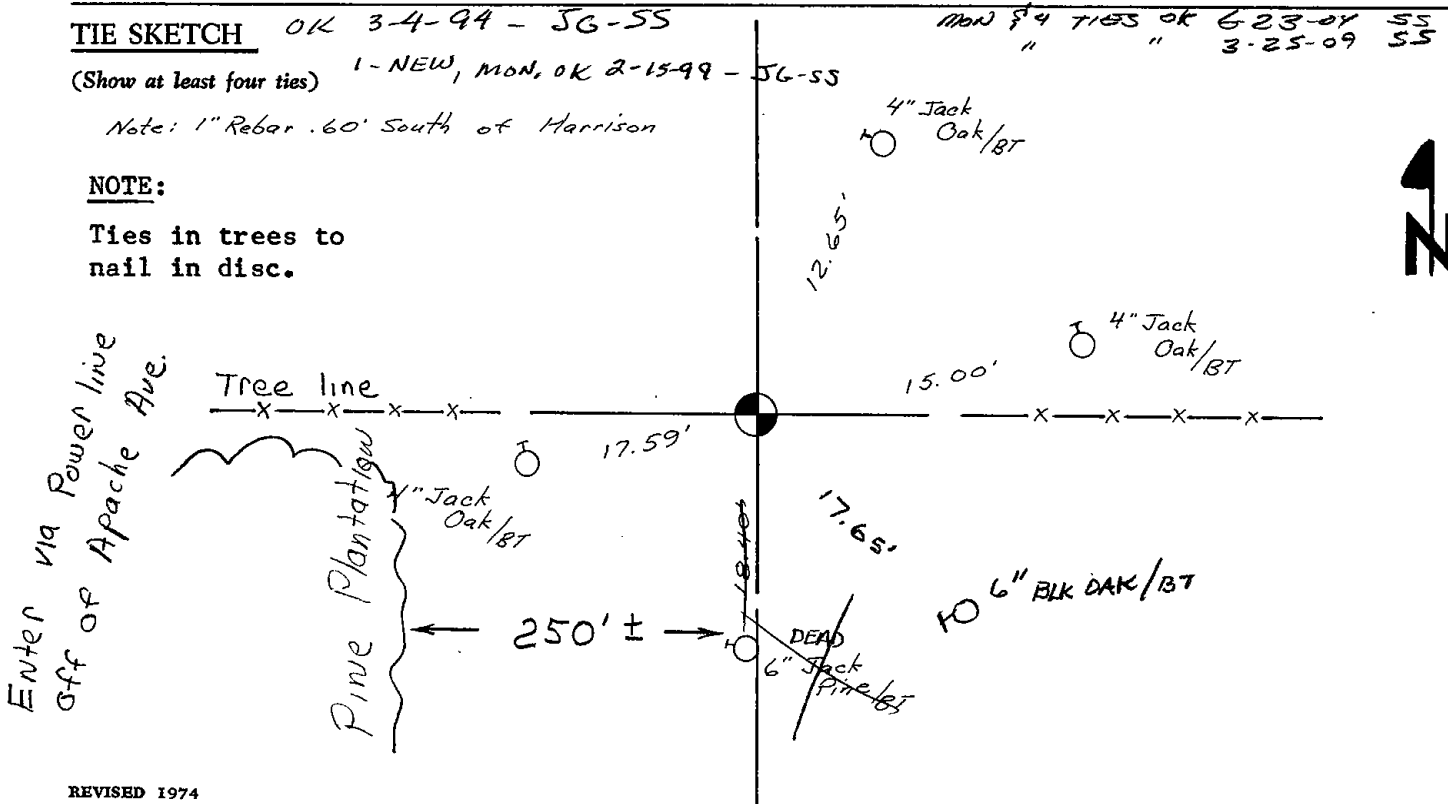 TIE SKETCH OK 3-4-94 - JG-SS
MON & 4 TIES OK 6-23-04 SS
" " 3-25-09 SS
(Show at least four ties) 1-NEW, MON. OK 2-15-99 - JG-SS
Note: 1" Rebar .60' South of Harrison
4" Jack
Oak/BT
NOTE:
Ties in trees to
nail in disc.
12.65'
N
4" Jack
Oak/BT
15.00'
Enter via Power line
off of Apache Ave.
Tree line
x x x x
x x x x
17.59'
4" Jack
Oak/BT
Pine Plantation
18.40'
17.65'
6" BLK OAK/BT
250' ±
DEAD
6" Jack
Pine/BT
REVISED 1974